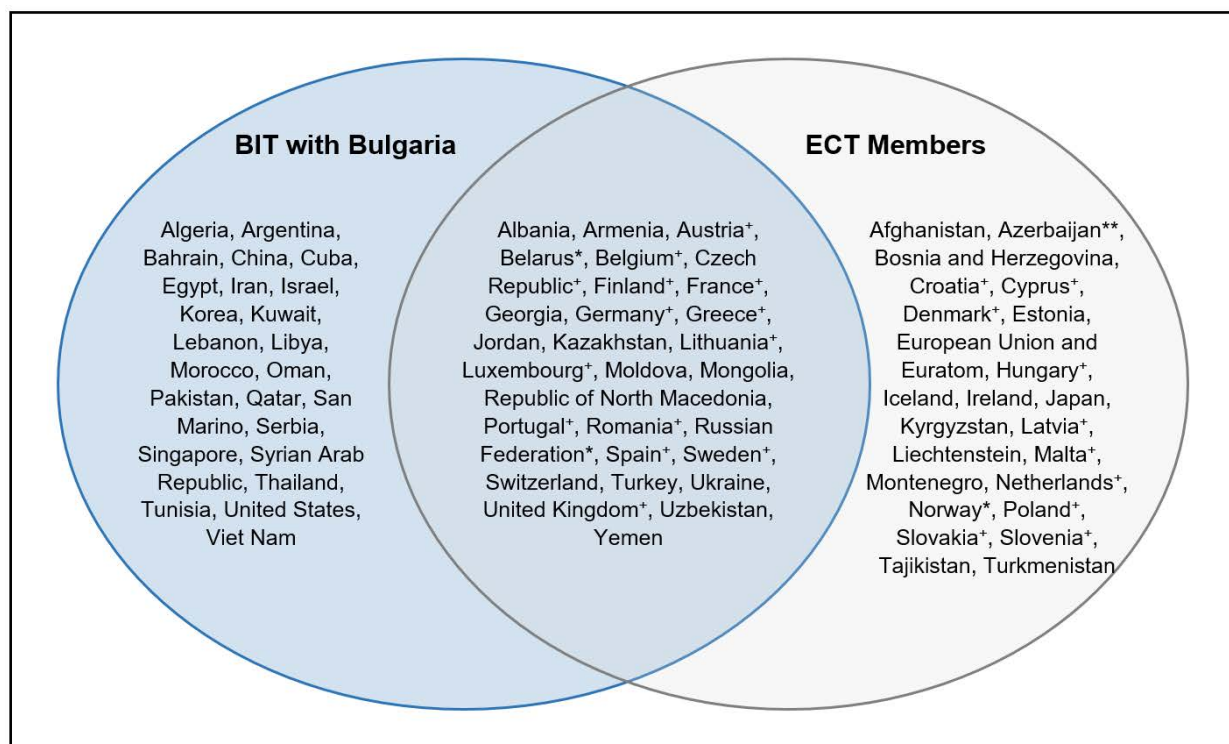 BIT with Bulgaria
Algeria, Argentina,
Bahrain, China, Cuba,
Egypt, Iran, Israel,
Korea, Kuwait,
Lebanon, Libya,
Morocco, Oman,
Pakistan, Qatar, San
Marino, Serbia,
Singapore, Syrian Arab
Republic, Thailand,
Tunisia, United States,
Viet Nam
Albania, Armenia, Austria⁺,
Belarus*, Belgium⁺, Czech
Republic⁺, Finland⁺, France⁺,
Georgia, Germany⁺, Greece⁺,
Jordan, Kazakhstan, Lithuania⁺,
Luxembourg⁺, Moldova, Mongolia,
Republic of North Macedonia,
Portugal⁺, Romania⁺, Russian
Federation*, Spain⁺, Sweden⁺,
Switzerland, Turkey, Ukraine,
United Kingdom⁺, Uzbekistan,
Yemen
ECT Members
Afghanistan, Azerbaijan**,
Bosnia and Herzegovina,
Croatia⁺, Cyprus⁺,
Denmark⁺, Estonia,
European Union and
Euratom, Hungary⁺,
Iceland, Ireland, Japan,
Kyrgyzstan, Latvia⁺,
Liechtenstein, Malta⁺,
Montenegro, Netherlands⁺,
Norway*, Poland⁺,
Slovakia⁺, Slovenia⁺,
Tajikistan, Turkmenistan